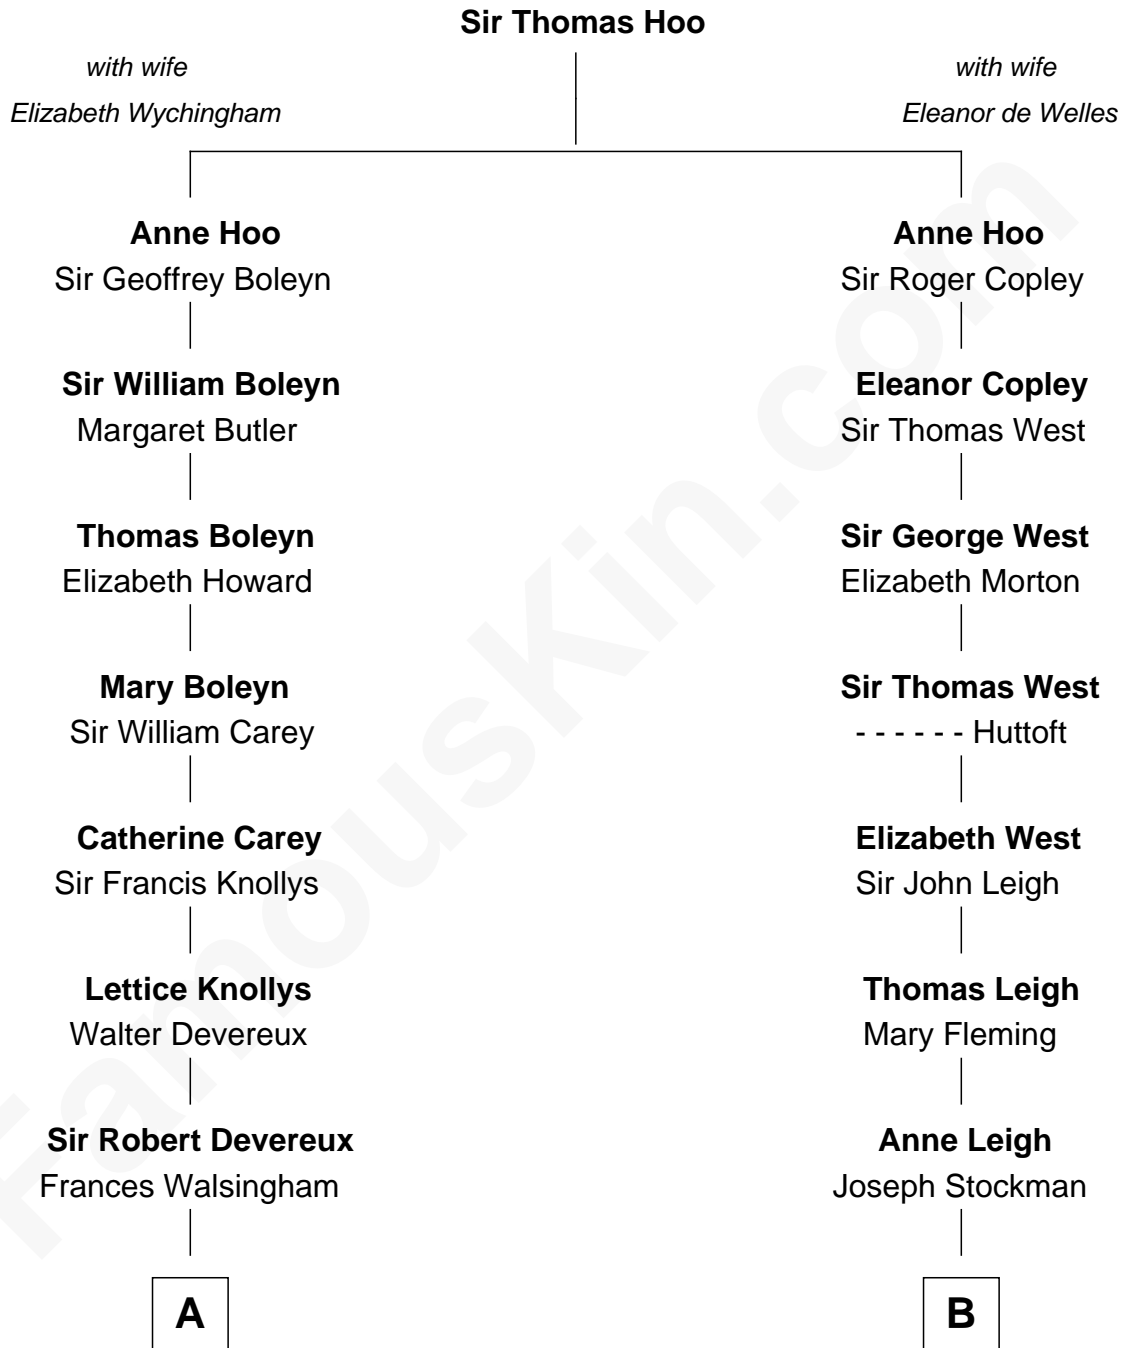 Sir Thomas Hoo
with wife
Elizabeth Wychingham
with wife
Eleanor de Welles
Anne Hoo
Sir Geoffrey Boleyn
Sir William Boleyn
Margaret Butler
Thomas Boleyn
Elizabeth Howard
Mary Boleyn
Sir William Carey
Catherine Carey
Sir Francis Knollys
Lettice Knollys
Walter Devereux
Sir Robert Devereux
Frances Walsingham
A
Anne Hoo
Sir Roger Copley
Eleanor Copley
Sir Thomas West
Sir George West
Elizabeth Morton
Sir Thomas West
- - - - - - Huttoft
Elizabeth West
Sir John Leigh
Thomas Leigh
Mary Fleming
Anne Leigh
Joseph Stockman
B
FamousKin.com